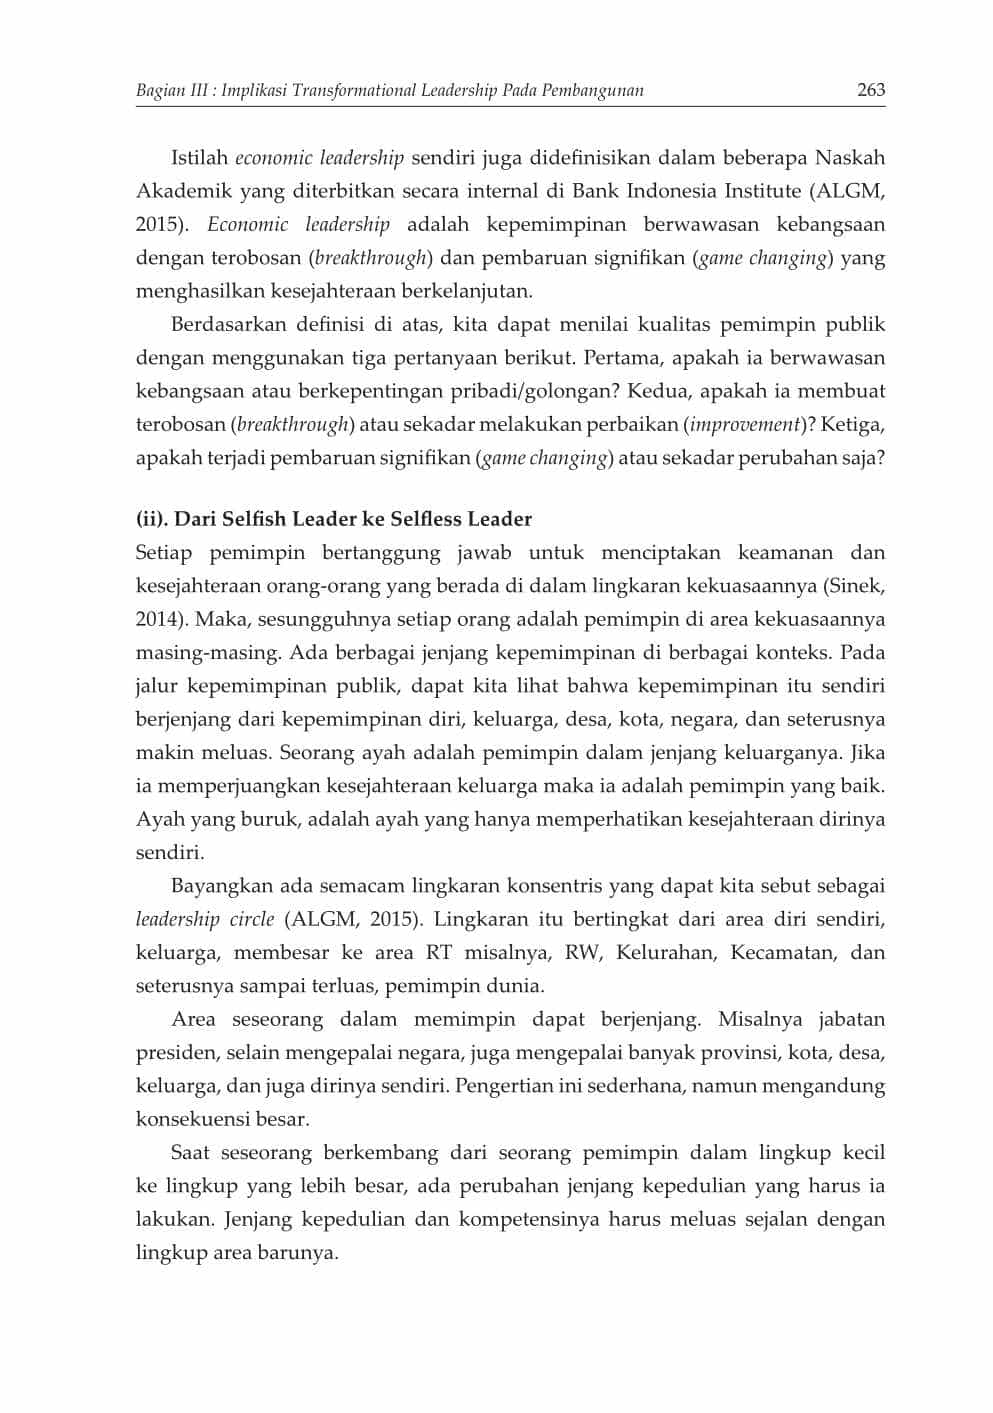 Bagian III : Implikasi Transformational Leadership Pada Pembangunan 263
Istilah economic leadership sendiri juga didefinisikan dalam beberapa Naskah
Akademik yang diterbitkan secara internal di Bank Indonesia Institute (ALGM,
2015). Economic leadership adalah kepemimpinan berwawasan kebangsaan
dengan terobosan (breakthrough) dan pembaruan signifikan (game changing) yang
menghasilkan kesejahteraan berkelanjutan.
Berdasarkan definisi di atas, kita dapat menilai kualitas pemimpin publik
dengan menggunakan tiga pertanyaan berikut. Pertama, apakah ia berwawasan
kebangsaan atau berkepentingan pribadi/golongan? Kedua, apakah ia membuat
terobosan (breakthrough) atau sekadar melakukan perbaikan (improvement)? Ketiga,
apakah terjadi pembaruan signifikan (game changing) atau sekadar perubahan saja?
(ii). Dari Selfish Leader ke Selfless Leader
Setiap pemimpin bertanggung jawab untuk menciptakan keamanan dan
kesejahteraan orang-orang yang berada di dalam lingkaran kekuasaannya (Sinek,
2014). Maka, sesungguhnya setiap orang adalah pemimpin di area kekuasaannya
masing-masing. Ada berbagai jenjang kepemimpinan di berbagai konteks. Pada
jalur kepemimpinan publik, dapat kita lihat bahwa kepemimpinan itu sendiri
berjenjang dari kepemimpinan diri, keluarga, desa, kota, negara, dan seterusnya
makin meluas. Seorang ayah adalah pemimpin dalam jenjang keluarganya. Jika
ia memperjuangkan kesejahteraan keluarga maka ia adalah pemimpin yang baik.
Ayah yang buruk, adalah ayah yang hanya memperhatikan kesejahteraan dirinya
sendiri.
Bayangkan ada semacam lingkaran konsentris yang dapat kita sebut sebagai
leadership circle (ALGM, 2015). Lingkaran itu bertingkat dari area diri sendiri,
keluarga, membesar ke area RT misalnya, RW, Kelurahan, Kecamatan, dan
seterusnya sampai terluas, pemimpin dunia.
Area seseorang dalam memimpin dapat berjenjang. Misalnya jabatan
presiden, selain mengepalai negara, juga mengepalai banyak provinsi, kota, desa,
keluarga, dan juga dirinya sendiri. Pengertian ini sederhana, namun mengandung
konsekuensi besar.
Saat seseorang berkembang dari seorang pemimpin dalam lingkup kecil
ke lingkup yang lebih besar, ada perubahan jenjang kepedulian yang harus ia
lakukan. Jenjang kepedulian dan kompetensinya harus meluas sejalan dengan
lingkup area barunya.